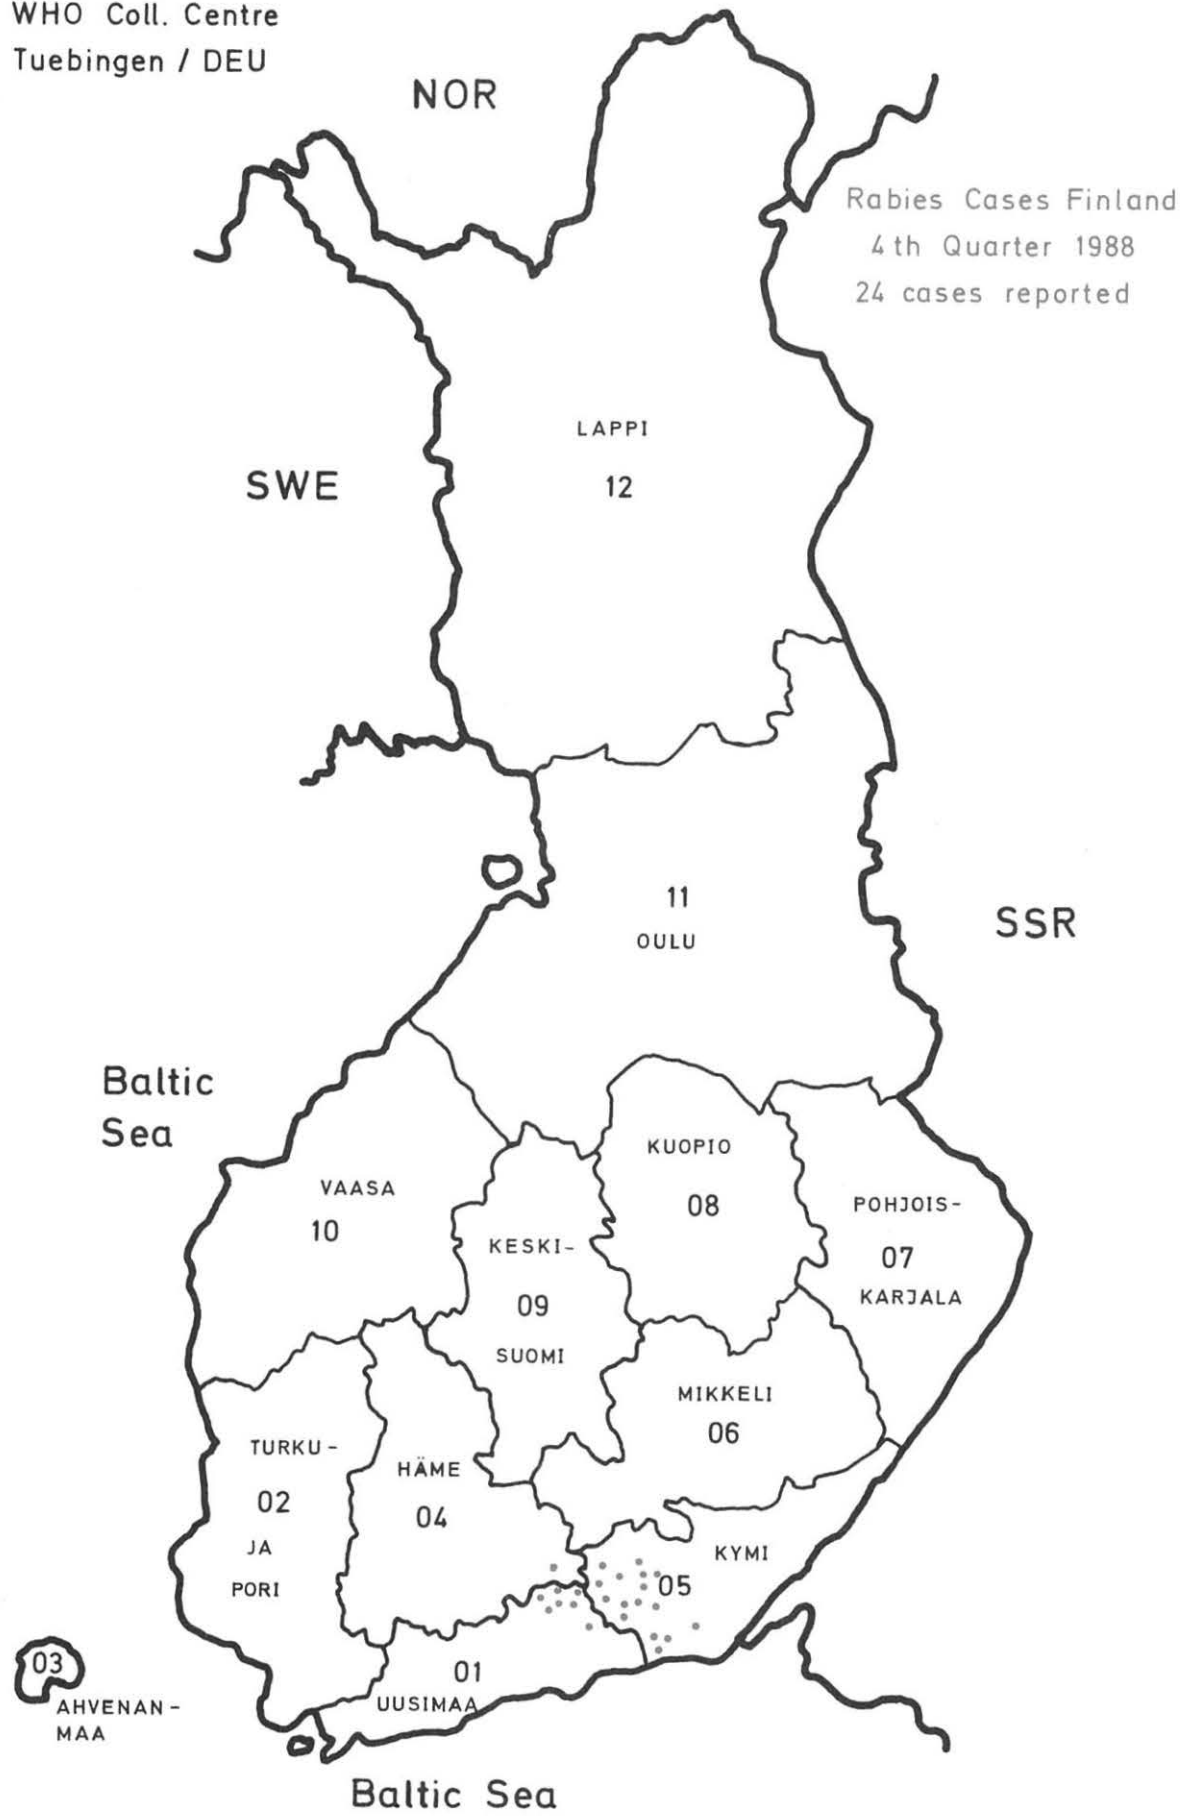 WHO Coll. Centre
Tuebingen / DEU
NOR
Rabies Cases Finland
4th Quarter 1988
24 cases reported
LAPPI
12
SWE
11
OULU
SSR
Baltic
Sea
KUOPIO
08
VAASA
10
POHJOIS-
07
KARJALA
KESKI-
09
SUOMI
MIKKELI
06
TURKU-
02
JA
PORI
HÄME
04
KYMI
05
03
AHVENAN-
MAA
01
UUSIMAA
Baltic Sea